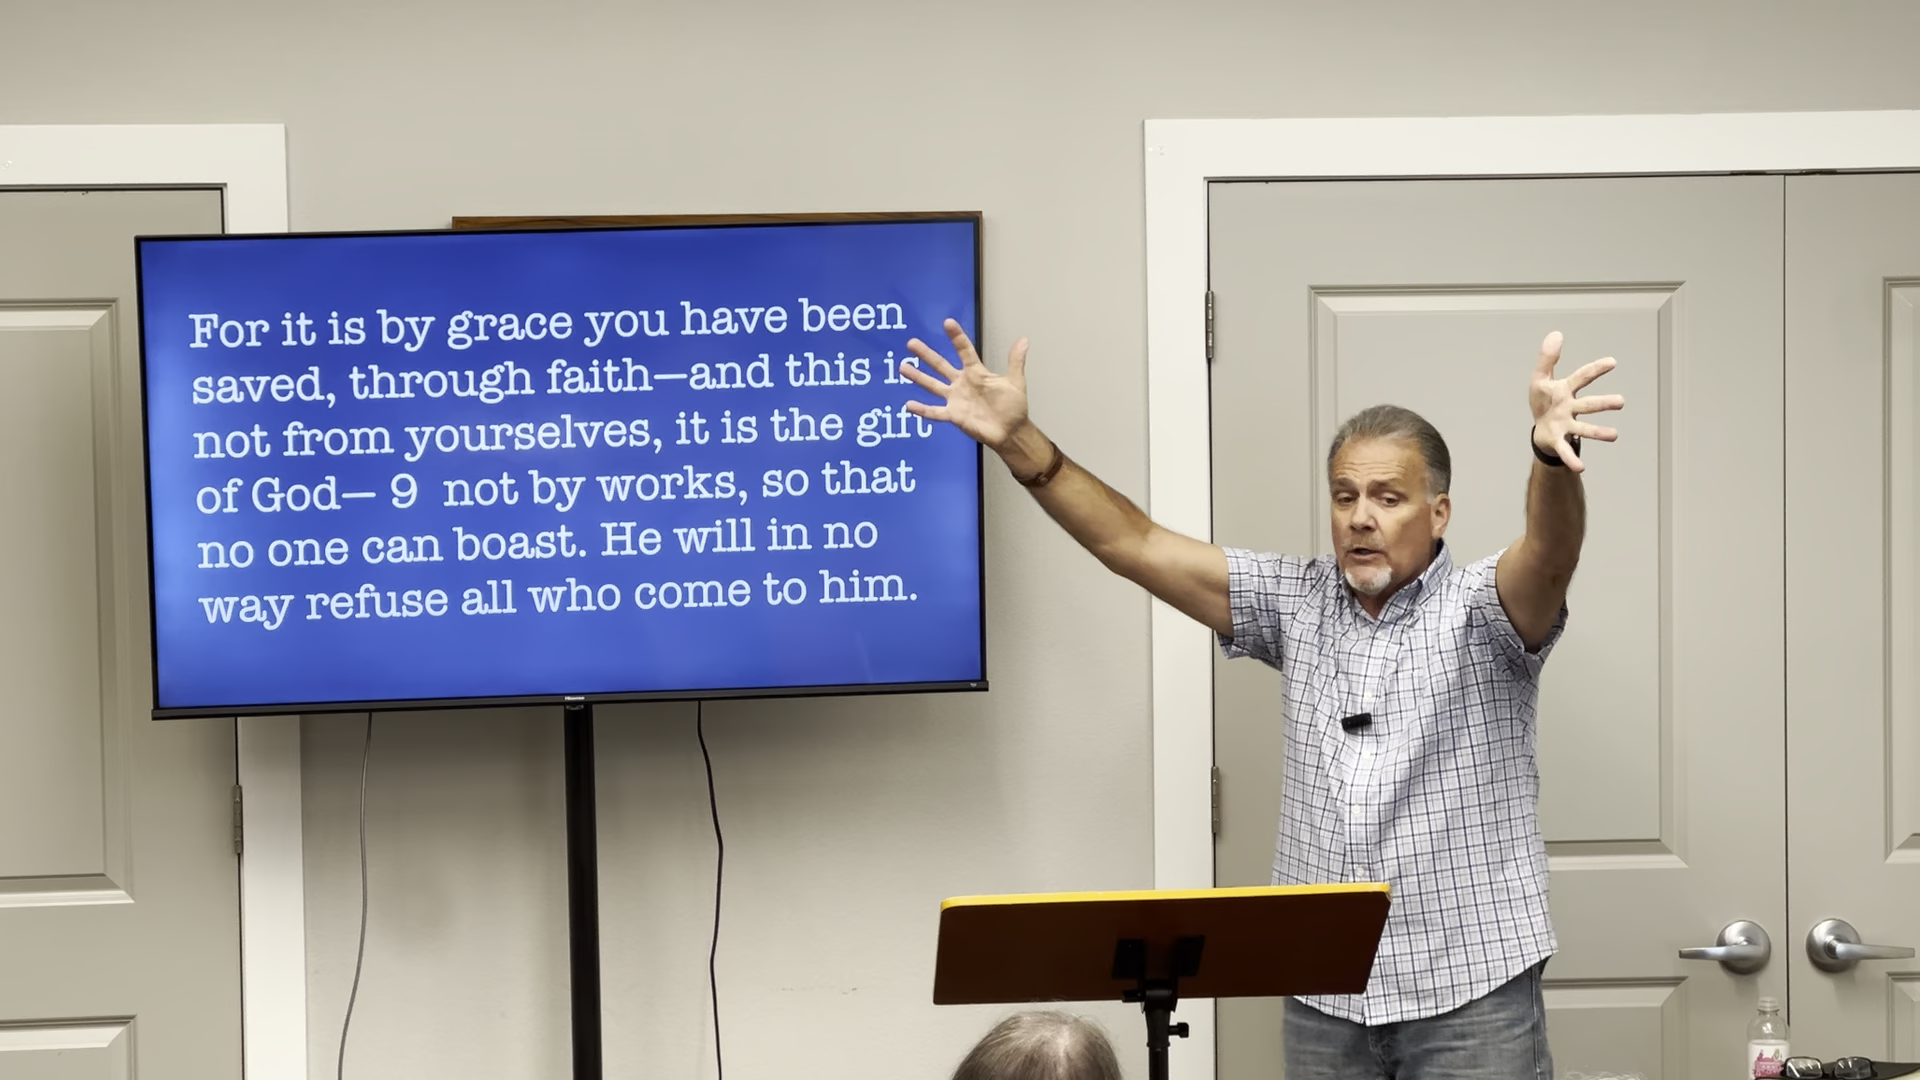 For it is by grace you have been
saved, through faith—and this is
not from yourselves, it is the gift
of God— 9 not by works, so that
no one can boast. He will in no
way refuse all who come to him.
Hisense